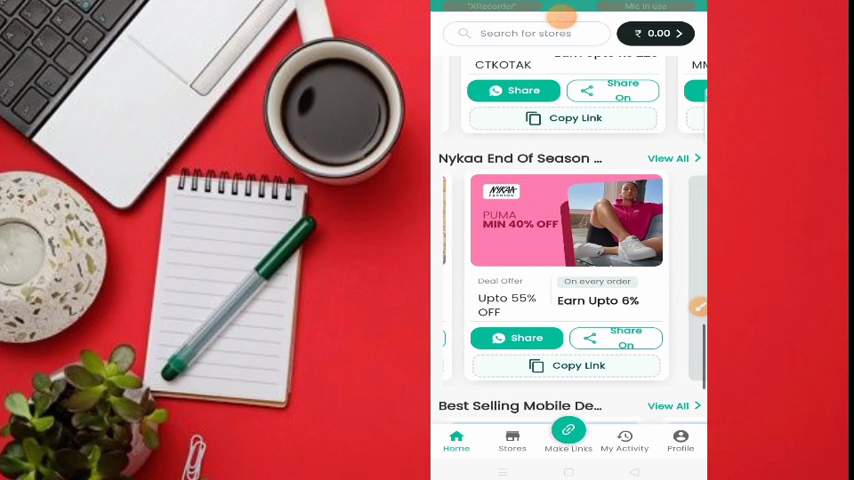 "XRecorder"
Mic in use
Search for stores
₹ 0.00
CTKOTAK
MM
Share
Share On
Copy Link
Nykaa End Of Season ...
View All
NYKAA
FASHION
PUMA
MIN 40% OFF
Deal Offer
On every order
Upto 55% OFF
Earn Upto 6%
Share
Share On
Copy Link
Best Selling Mobile De...
View All
Home
Stores
Make Links
My Activity
Profile